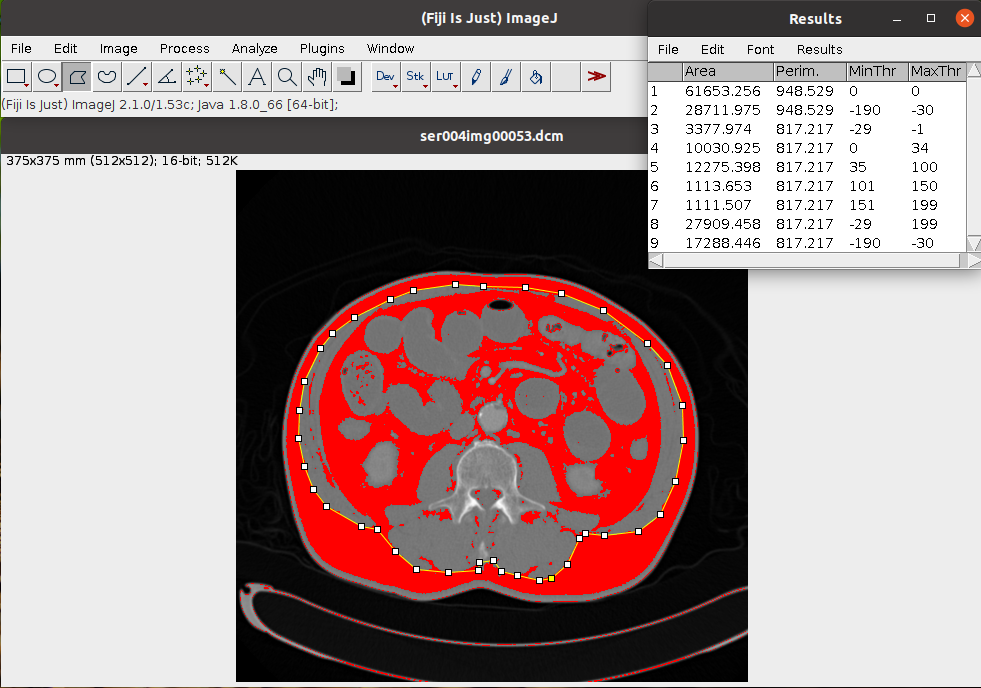 (Fiji Is Just) ImageJ
File Edit Image Process Analyze Plugins Window
Dev Stk LUT
(Fiji Is Just) ImageJ 2.1.0/1.53c; Java 1.8.0_66 [64-bit];
ser004img00053.dcm
375x375 mm (512x512); 16-bit; 512K
Results
File Edit Font Results
Area Perim. MinThr MaxThr
1 61653.256 948.529 0 0
2 28711.975 948.529 -190 -30
3 3377.974 817.217 -29 -1
4 10030.925 817.217 0 34
5 12275.398 817.217 35 100
6 1113.653 817.217 101 150
7 1111.507 817.217 151 199
8 27909.458 817.217 -29 199
9 17288.446 817.217 -190 -30